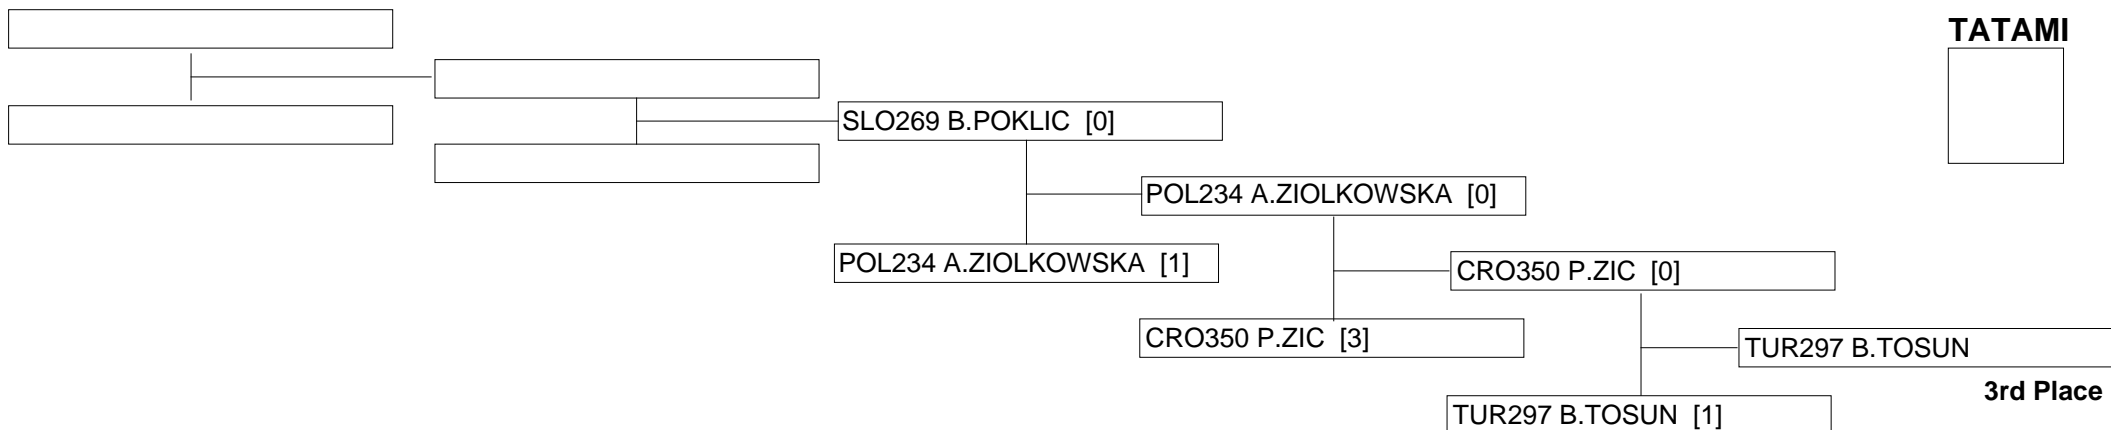 TATAMI
SLO269 B.POKLIC [0]
POL234 A.ZIOLKOWSKA [0]
POL234 A.ZIOLKOWSKA [1]
CRO350 P.ZIC [0]
CRO350 P.ZIC [3]
TUR297 B.TOSUN
3rd Place
TUR297 B.TOSUN [1]